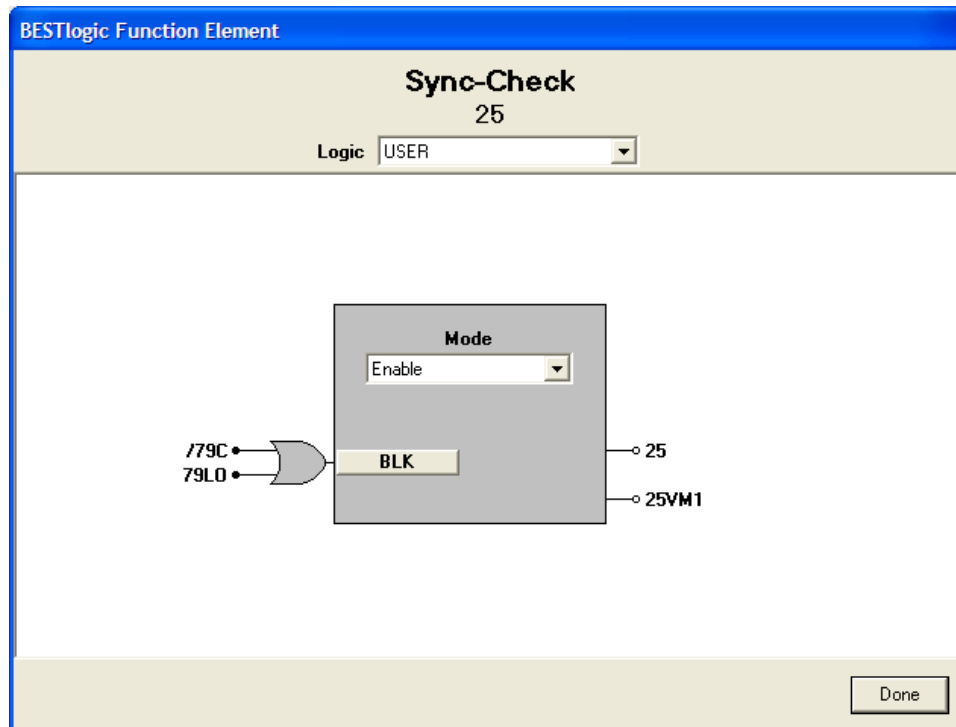 BESTlogic Function Element
Sync-Check
25
Logic USER
Mode
Enable
/79C
79LO
BLK
25
25VM1
Done